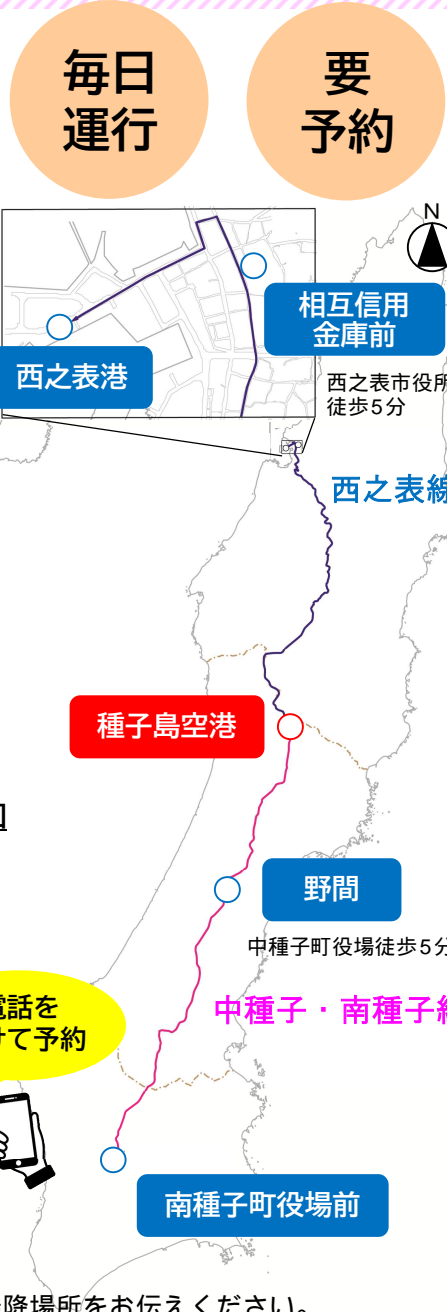 毎日
運行
要
予約
N
相互信用
金庫前
西之表港
西之表市役所
徒歩5分
西之表線
種子島空港
野間
中種子町役場徒歩5分
電話を
けて予約
中種子・南種子線
南種子町役場前
降場所をお伝えください。